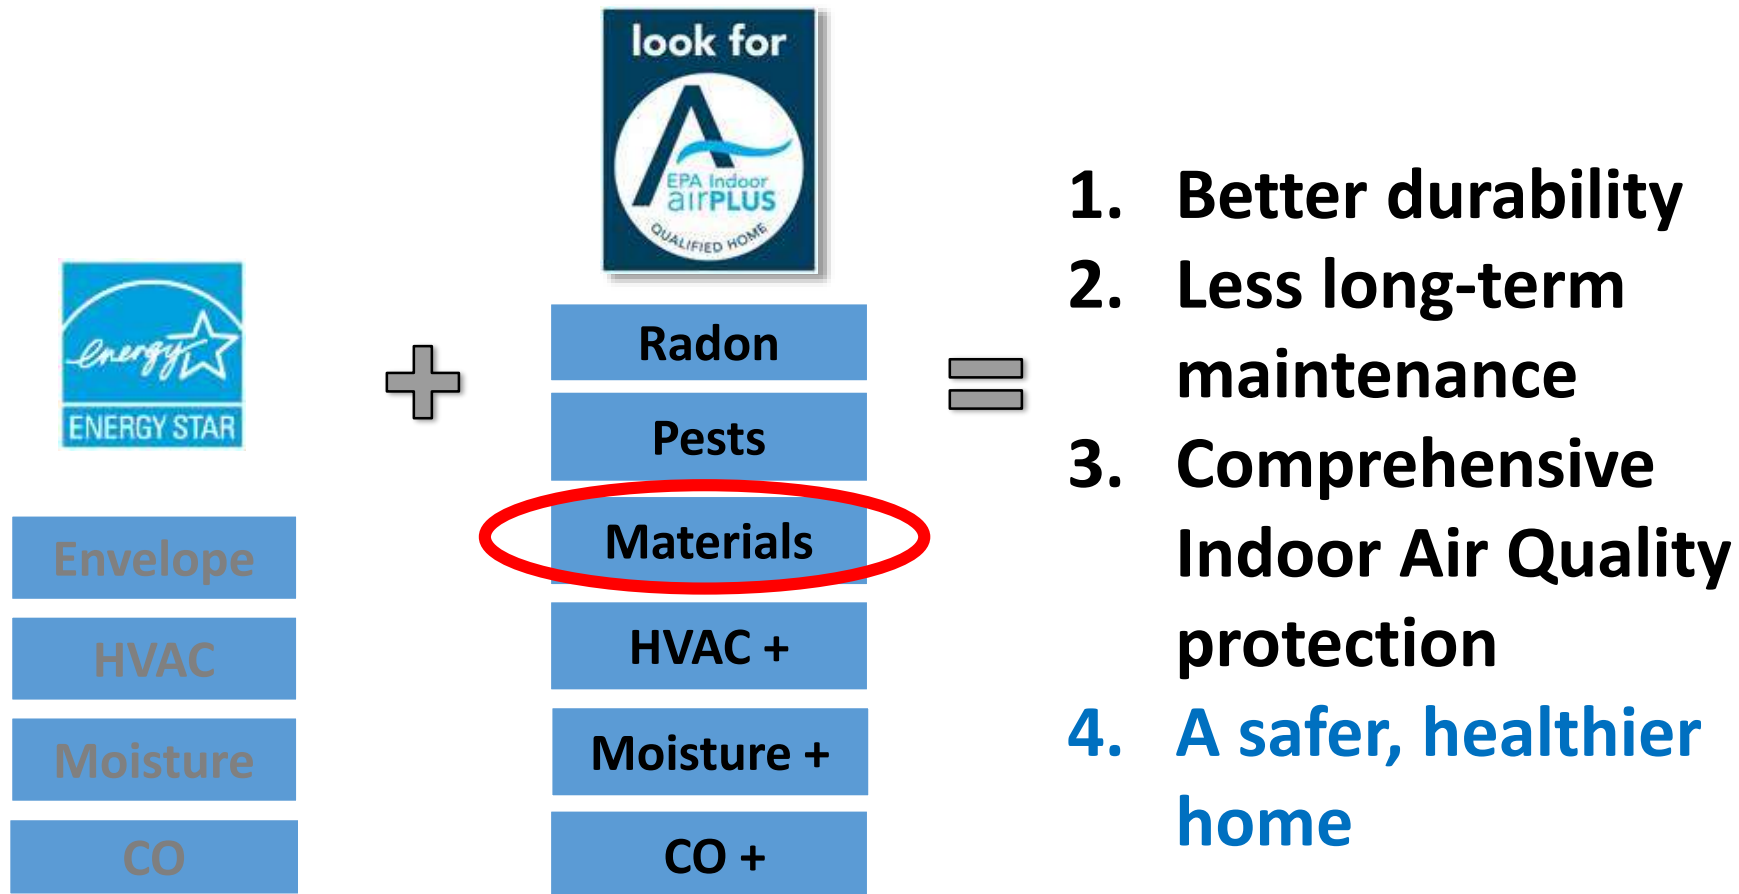 look for
A
EPA Indoor
airPLUS
QUALIFIED HOME
energy
ENERGY STAR
Envelope
HVAC
Moisture
CO
Radon
Pests
Materials
HVAC +
Moisture +
CO +
1. Better durability
2. Less long-term
maintenance
3. Comprehensive
Indoor Air Quality
protection
4. A safer, healthier
home